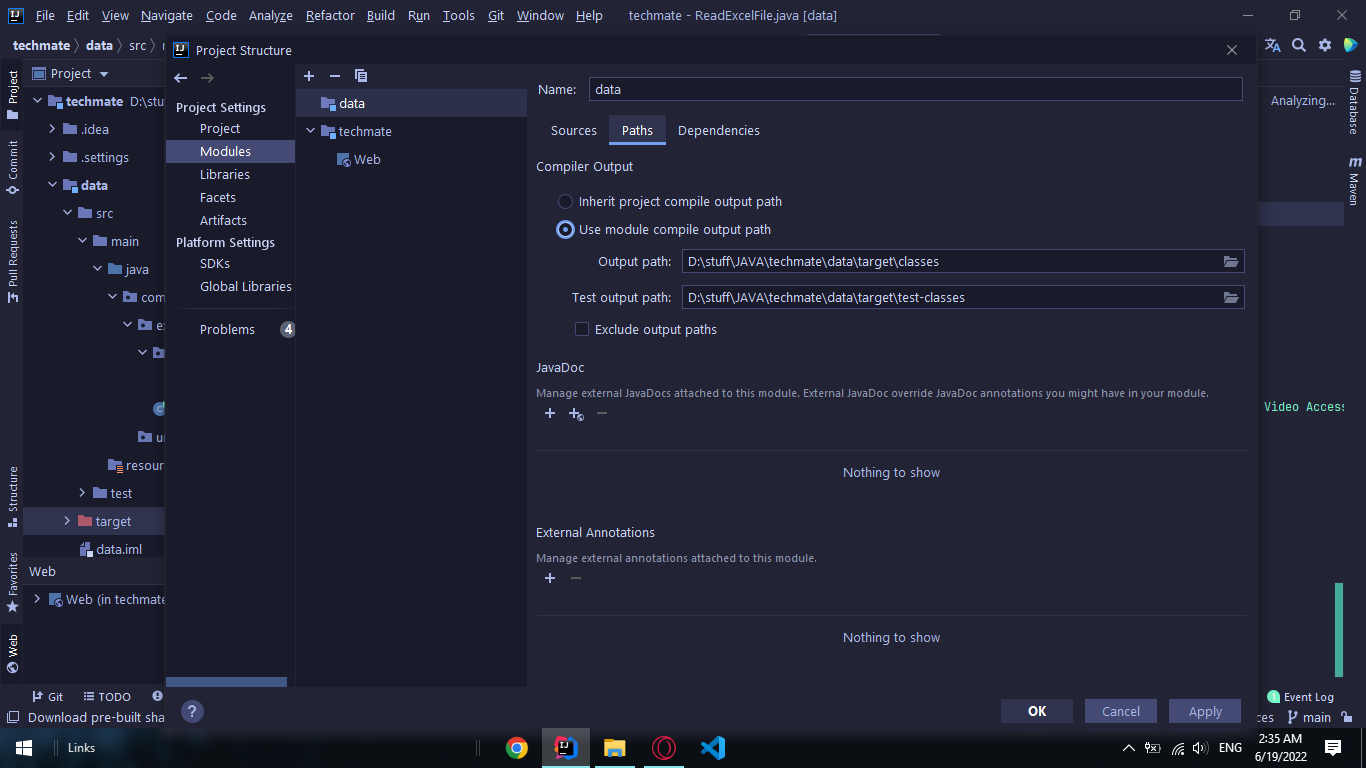 File Edit View Navigate Code Analyze Refactor Build Run Tools Git Window Help techmate - ReadExcelFile.java [data]
techmate data src
Project Structure
Project
Analyzing...
techmate D:\stuf
.idea
.settings
data
src
main
java
com
resour
test
target
data.iml
Web
Web (in techmate
Project
Commit
Pull Requests
Structure
Favorites
Web
Project Settings
Project
Modules
Libraries
Facets
Artifacts
Platform Settings
SDKs
Global Libraries
Problems 4
data
techmate
Web
Name: data
Sources Paths Dependencies
Compiler Output
Inherit project compile output path
Use module compile output path
Output path: D:\stuff\JAVA\techmate\data\target\classes
Test output path: D:\stuff\JAVA\techmate\data\target\test-classes
Exclude output paths
JavaDoc
Manage external JavaDocs attached to this module. External JavaDoc override JavaDoc annotations you might have in your module.
Nothing to show
External Annotations
Manage external annotations attached to this module.
Nothing to show
OK Cancel Apply
Database
Maven
Video Access
Git TODO
1 Event Log
Download pre-built sha
ces main
Links
ENG
2:35 AM
6/19/2022